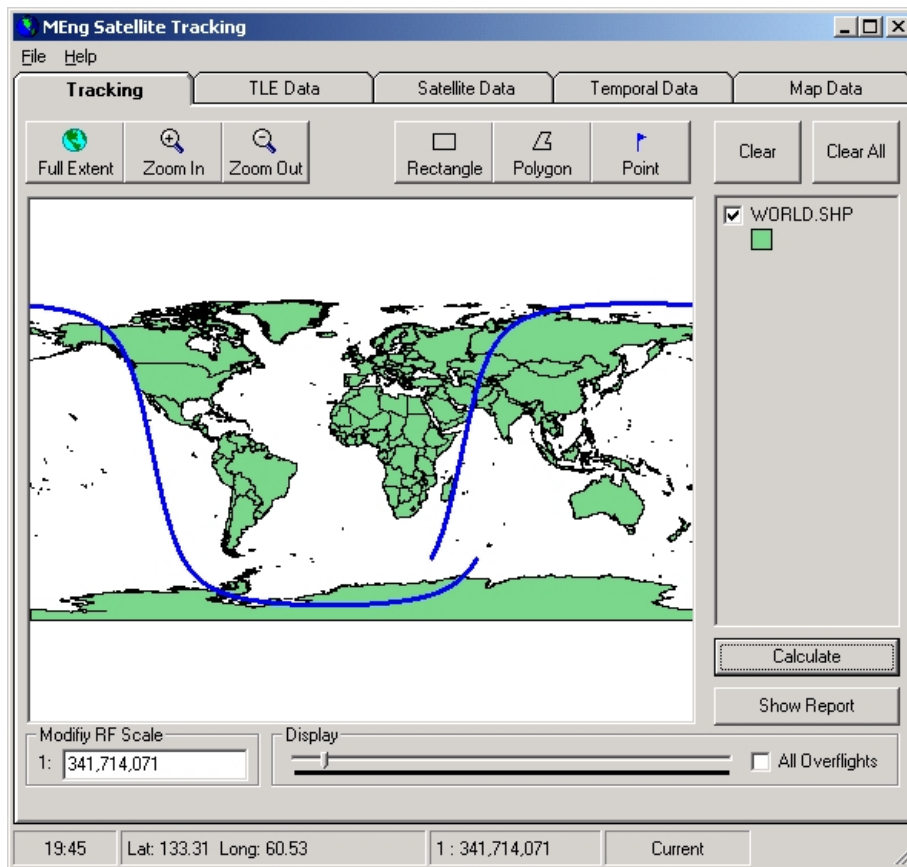 MEng Satellite Tracking
File Help
Tracking TLE Data Satellite Data Temporal Data Map Data
Full Extent Zoom In Zoom Out Rectangle Polygon Point Clear Clear All
WORLD.SHP
Calculate
Show Report
Modifiy RF Scale Display
1: 341,714,071 All Overflights
19:45 Lat: 133.31 Long: 60.53 1 : 341,714,071 Current